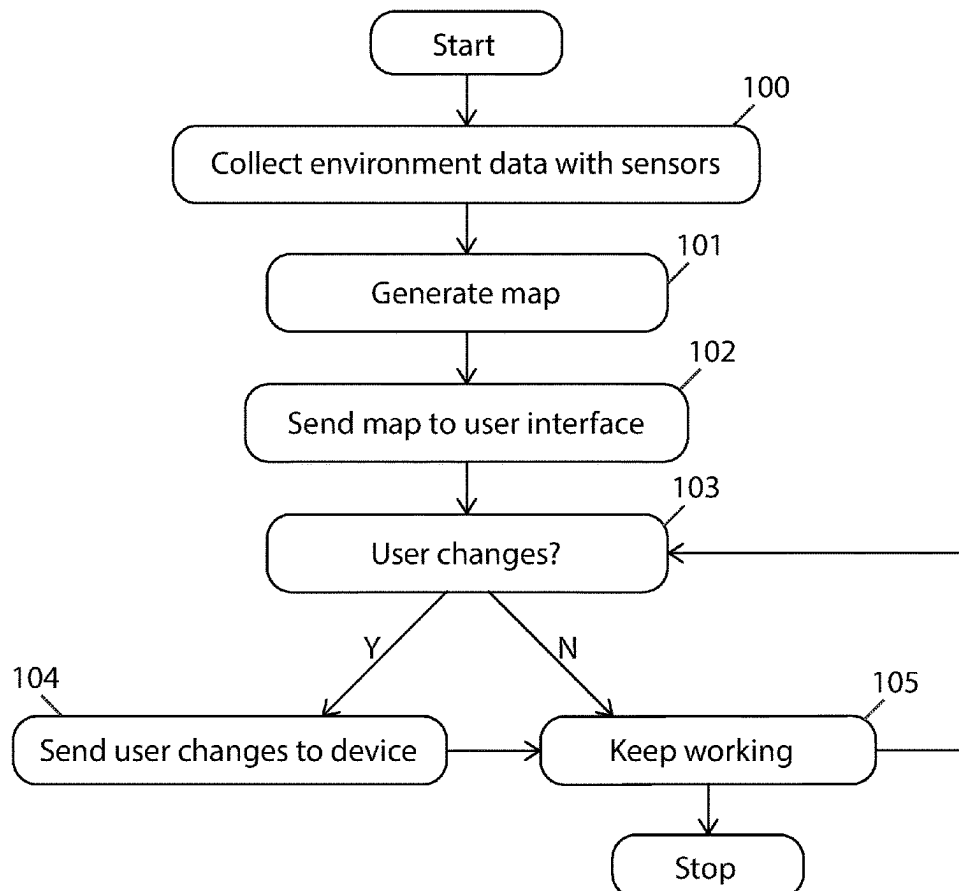 Start
100
Collect environment data with sensors
101
Generate map
102
Send map to user interface
103
User changes?
Y
N
104
Send user changes to device
105
Keep working
Stop